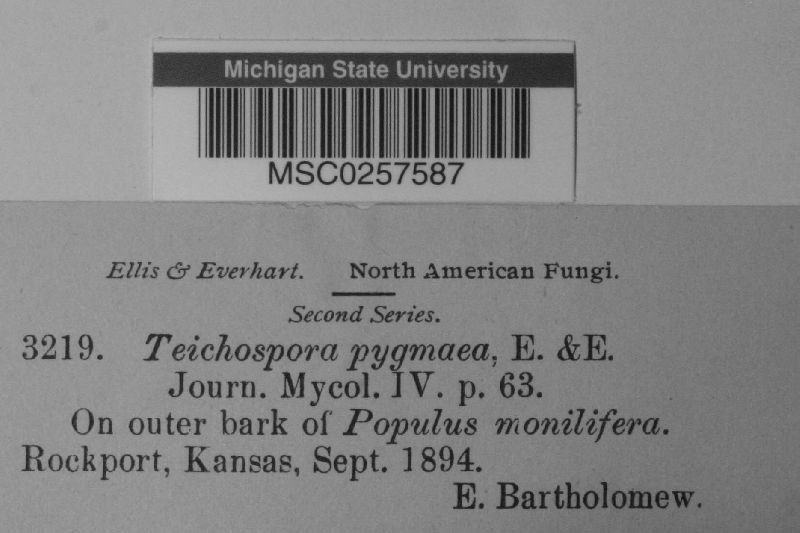 Michigan State University
MSC0257587
Ellis & Everhart. North American Fungi.
Second Series.
3219. Teichospora pygmaea, E. &E.
Journ. Mycol. IV. p. 63.
On outer bark of Populus monilifera.
Rockport, Kansas, Sept. 1894.
E. Bartholomew.